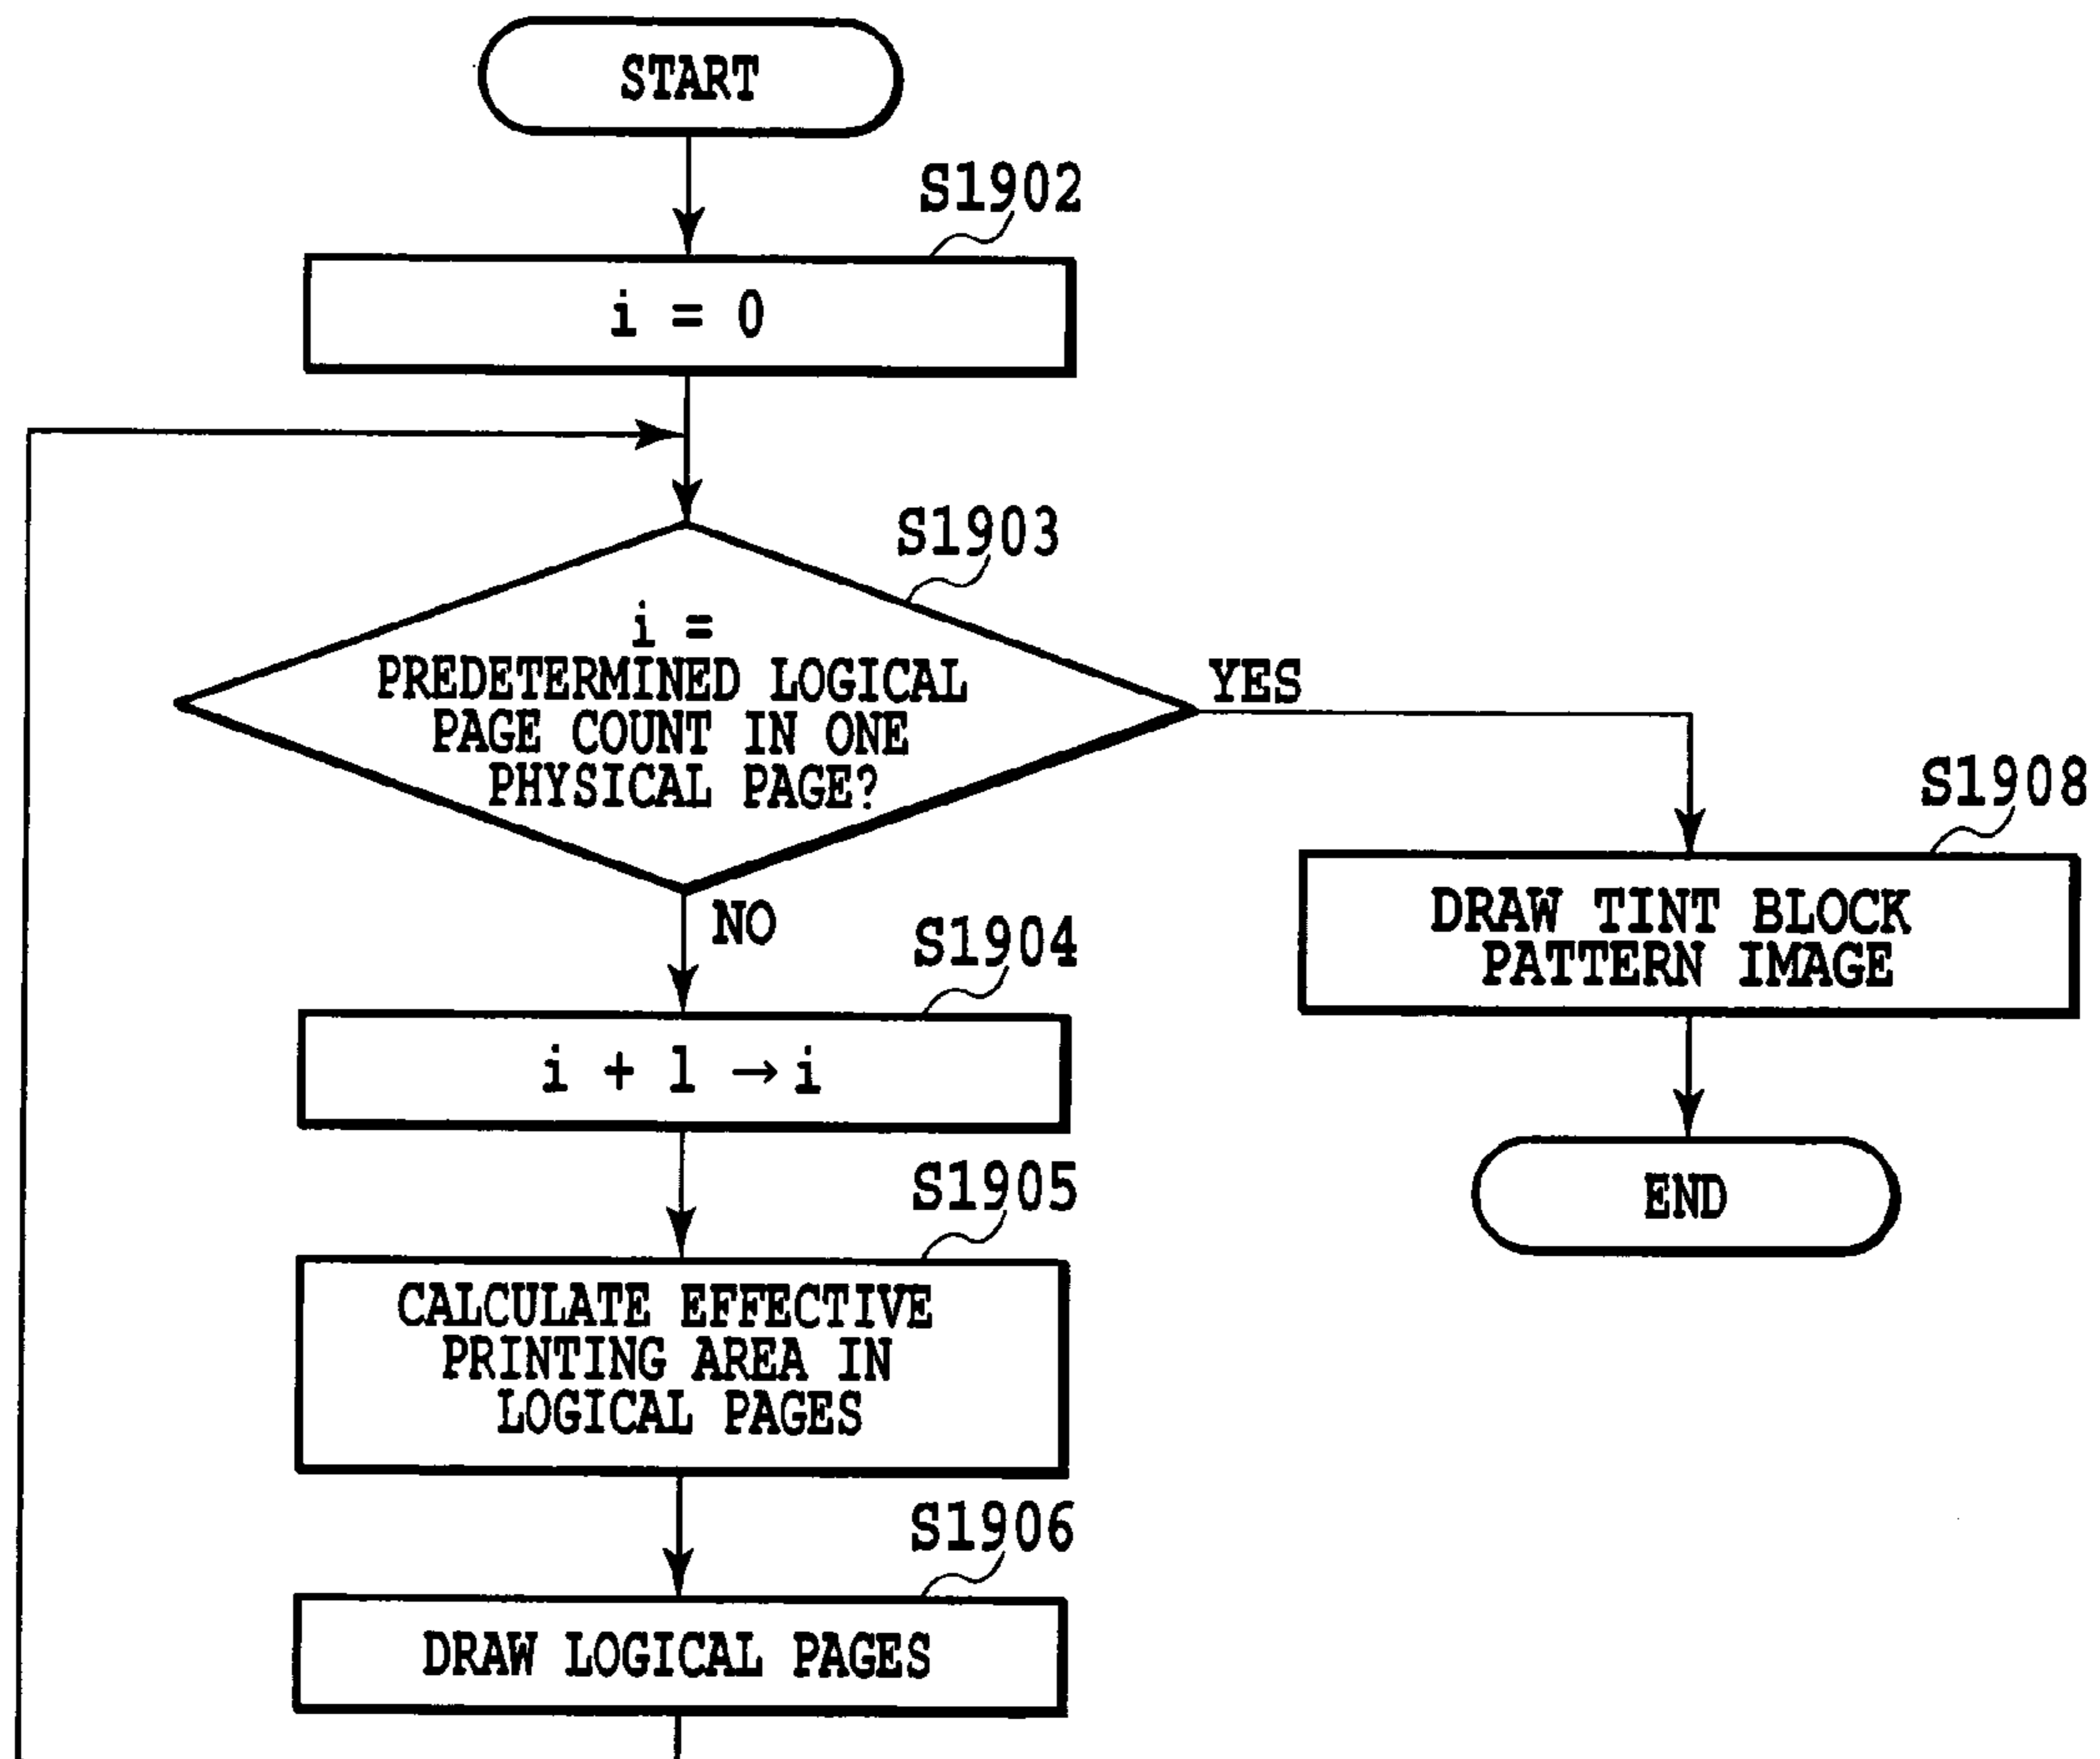 START
S1902
i = 0
S1903
i =
PREDETERMINED LOGICAL
PAGE COUNT IN ONE
PHYSICAL PAGE?
YES
NO
S1904
i + 1 → i
S1905
CALCULATE EFFECTIVE
PRINTING AREA IN
LOGICAL PAGES
S1906
DRAW LOGICAL PAGES
S1908
DRAW TINT BLOCK
PATTERN IMAGE
END